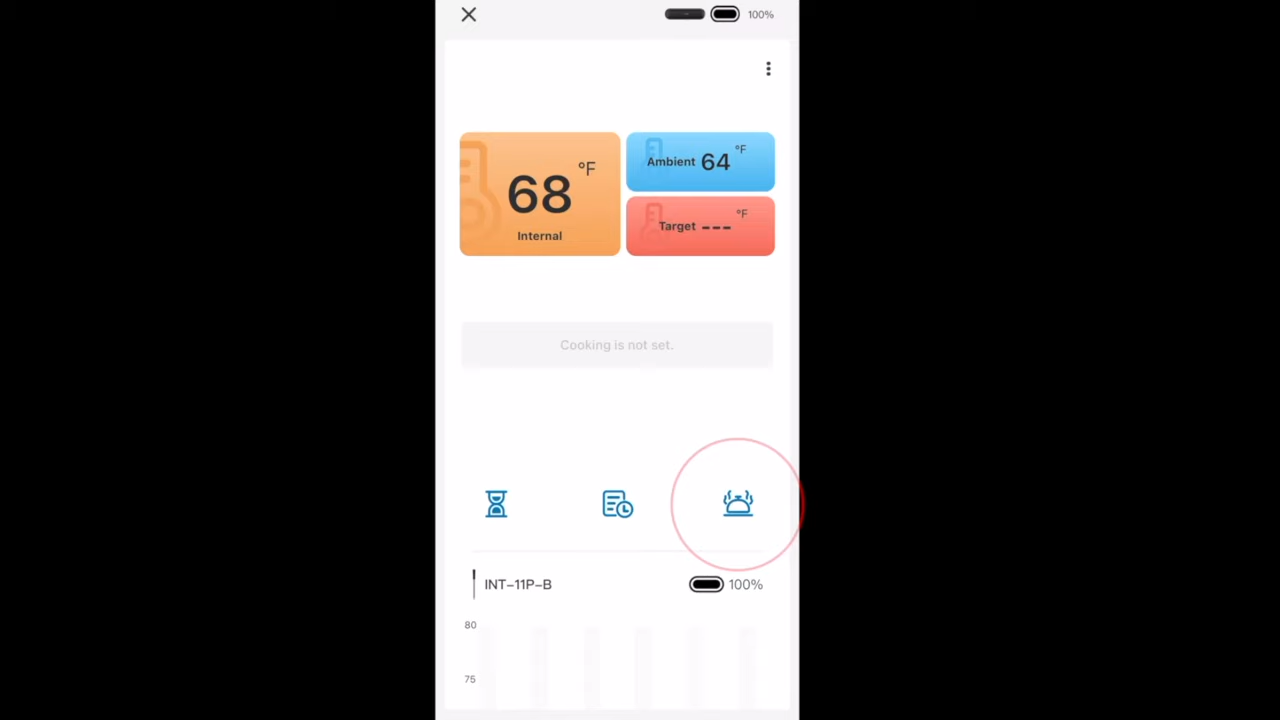 100%
°F
68
Internal
Ambient 64 °F
Target --- °F
Cooking is not set.
INT-11P-B
100%
80
75